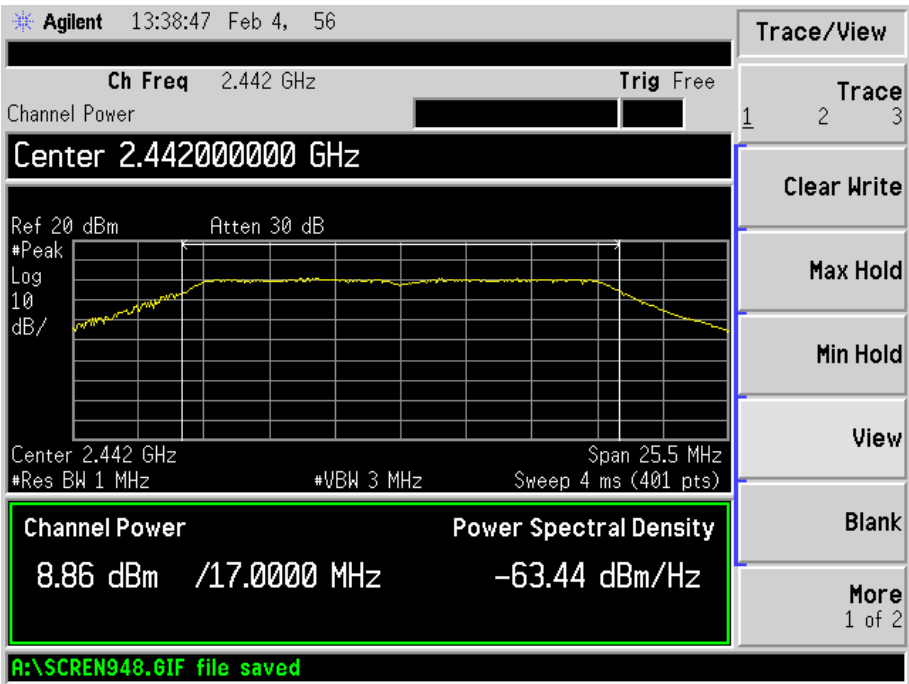 Agilent 13:38:47 Feb 4, 56
Trace/View
Ch Freq 2.442 GHz Trig Free
Channel Power
Trace
1 2 3
Center 2.442000000 GHz
Clear Write
Ref 20 dBm Atten 30 dB
#Peak
Log
10
dB/
Max Hold
Min Hold
View
Center 2.442 GHz Span 25.5 MHz
#Res BW 1 MHz #VBW 3 MHz Sweep 4 ms (401 pts)
Channel Power Power Spectral Density
Blank
8.86 dBm /17.0000 MHz -63.44 dBm/Hz
More
1 of 2
A:\SCREN948.GIF file saved